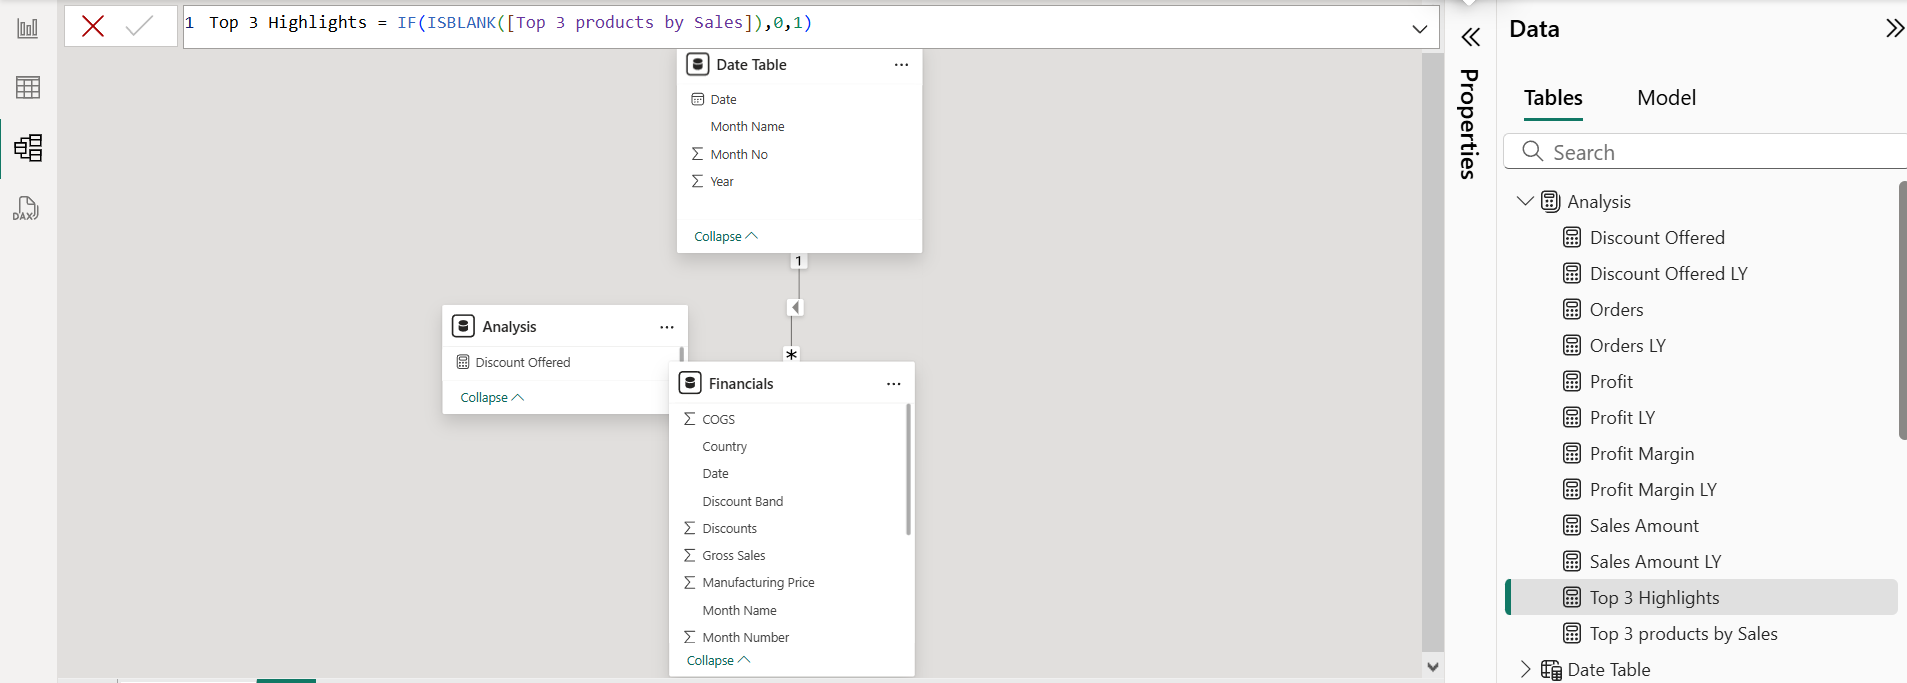 1 Top 3 Highlights = IF(ISBLANK([Top 3 products by Sales]),0,1)
DAX
Date Table
Date
Month Name
Month No
Year
Collapse
1
*
Analysis
Discount Offered
Collapse
Financials
COGS
Country
Date
Discount Band
Discounts
Gross Sales
Manufacturing Price
Month Name
Month Number
Collapse
Properties
Data
Tables Model
Search
Analysis
Discount Offered
Discount Offered LY
Orders
Orders LY
Profit
Profit LY
Profit Margin
Profit Margin LY
Sales Amount
Sales Amount LY
Top 3 Highlights
Top 3 products by Sales
Date Table